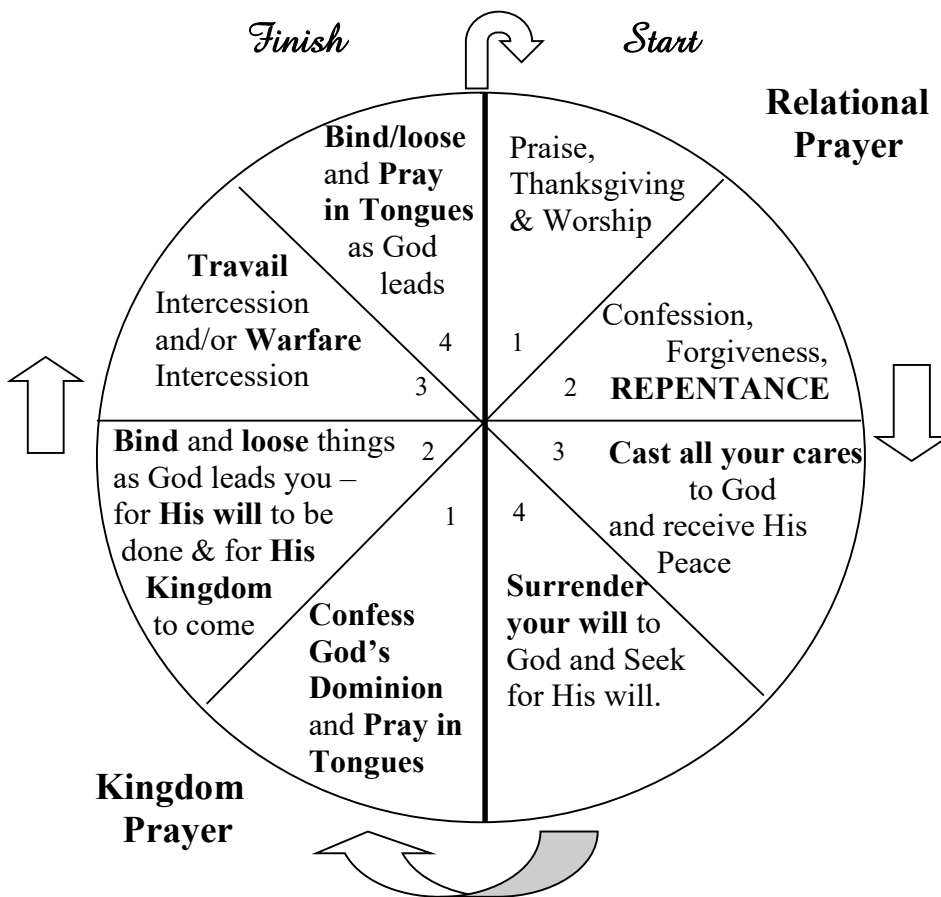 Finish
Start
Relational
Prayer
Praise,
Thanksgiving
& Worship
1
Confession,
Forgiveness,
REPENTANCE
2
3
Cast all your cares
to God
and receive His
Peace
4
Surrender
your will to
God and Seek
for His will.
Kingdom
Prayer
1
Confess
God's
Dominion
and Pray in
Tongues
2
Bind and loose things
as God leads you –
for His will to be
done & for His
Kingdom
to come
Travail
Intercession
and/or Warfare
Intercession
3
Bind/loose
and Pray
in Tongues
as God
leads
4